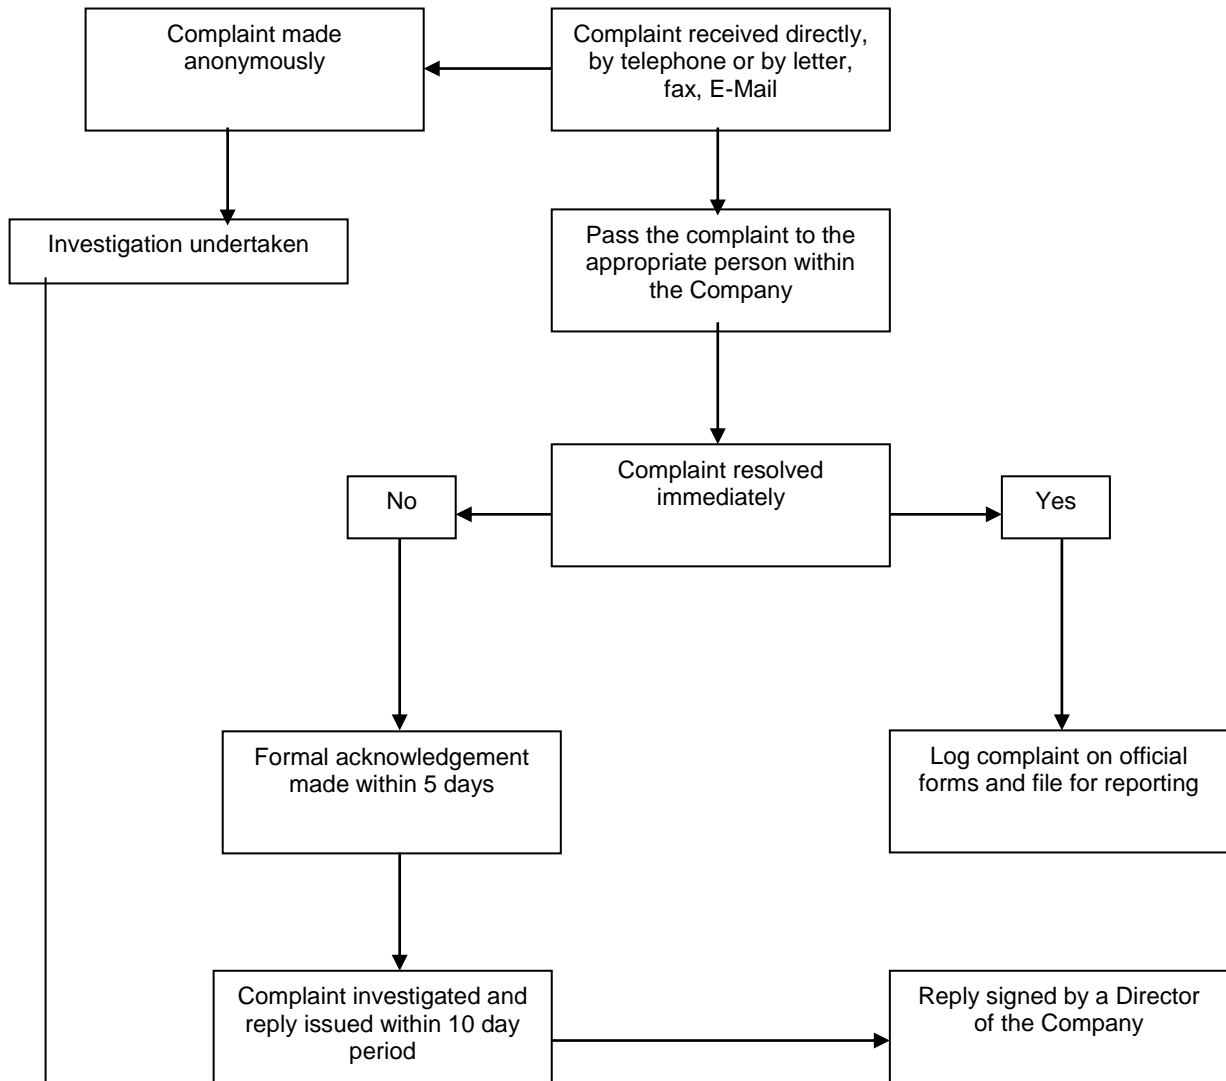 Complaint made
anonymously
Complaint received directly,
by telephone or by letter,
fax, E-Mail
Investigation undertaken
Pass the complaint to the
appropriate person within
the Company
Complaint resolved
immediately
No
Yes
Formal acknowledgement
made within 5 days
Log complaint on official
forms and file for reporting
Complaint investigated and
reply issued within 10 day
period
Reply signed by a Director
of the Company